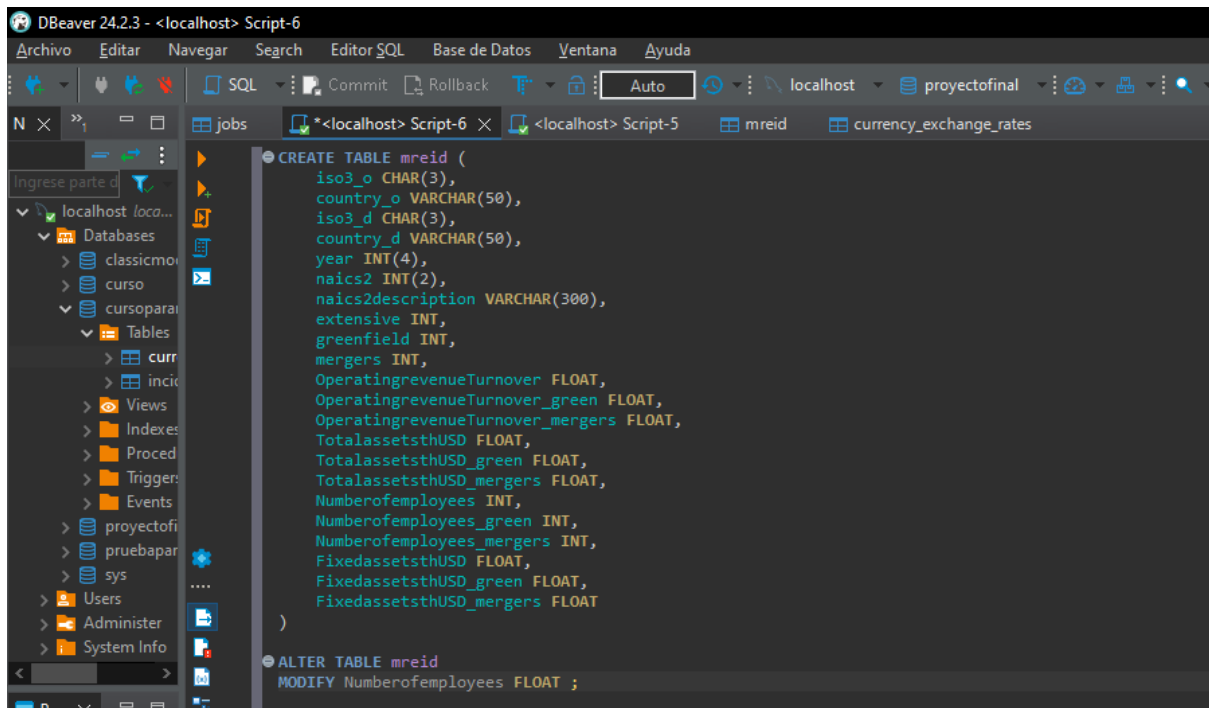 DBeaver 24.2.3 - <localhost> Script-6
Archivo Editar Navegar Search Editor SQL Base de Datos Ventana Ayuda
SQL Commit Rollback Auto localhost proyectofinal
N jobs *<localhost> Script-6 <localhost> Script-5 mreid currency_exchange_rates
Ingrese parte d
localhost loca...
Databases
classicmo
curso
cursoparar
Tables
curr
incid
Views
Indexes
Proced
Triggers
Events
proyectofi
pruebapar
sys
Users
Administer
System Info
CREATE TABLE mreid (
iso3_o CHAR(3),
country_o VARCHAR(50),
iso3_d CHAR(3),
country_d VARCHAR(50),
year INT(4),
naics2 INT(2),
naics2description VARCHAR(300),
extensive INT,
greenfield INT,
mergers INT,
OperatingrevenueTurnover FLOAT,
OperatingrevenueTurnover_green FLOAT,
OperatingrevenueTurnover_mergers FLOAT,
TotalassetsthUSD FLOAT,
TotalassetsthUSD_green FLOAT,
TotalassetsthUSD_mergers FLOAT,
Numberofemployees INT,
Numberofemployees_green INT,
Numberofemployees_mergers INT,
FixedassetsthUSD FLOAT,
FixedassetsthUSD_green FLOAT,
FixedassetsthUSD_mergers FLOAT
)
ALTER TABLE mreid
MODIFY Numberofemployees FLOAT ;